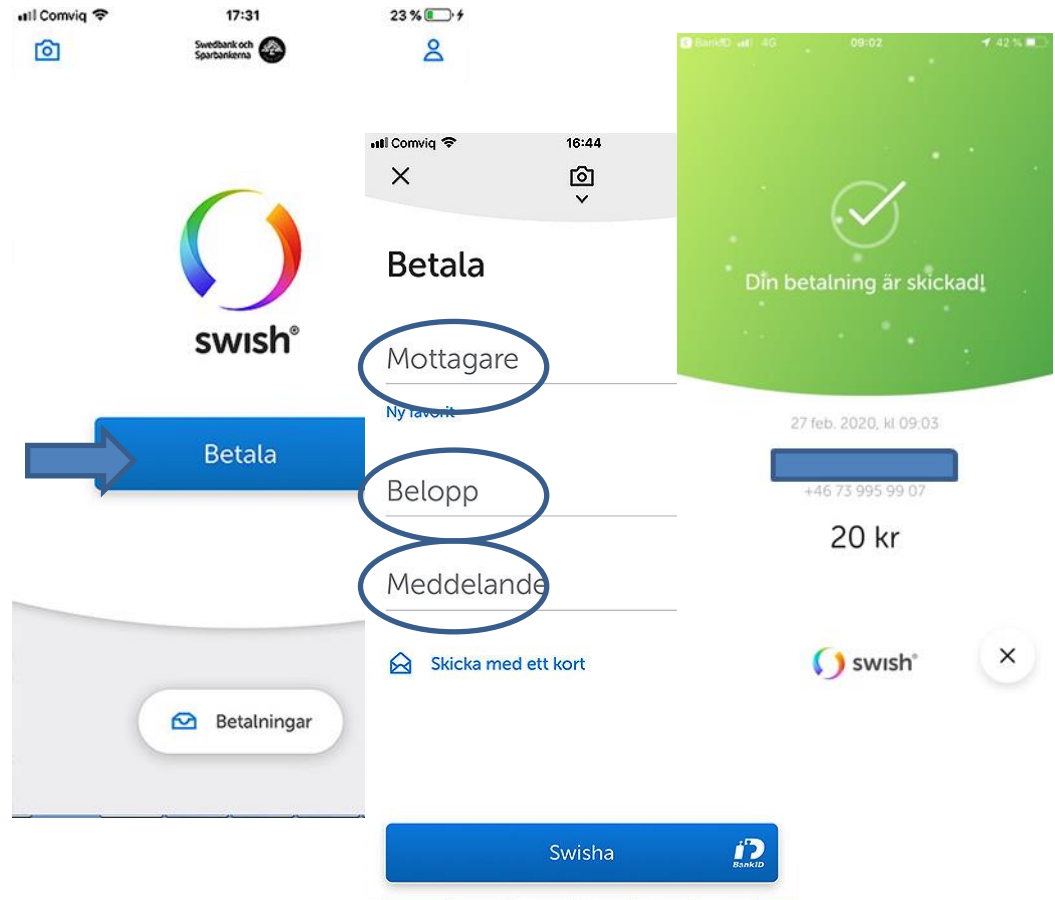 Comviq 17:31 23 %
Swedbank och
Sparbankerna
swish®
Betala
Betalningar
Comviq 16:44
Betala
Mottagare
Ny favorit
Belopp
Meddelande
Skicka med ett kort
Swisha
BankID
BankID 4G 09:02 42 %
Din betalning är skickad!
27 feb. 2020, kl 09:03
+46 73 995 99 07
20 kr
swish®